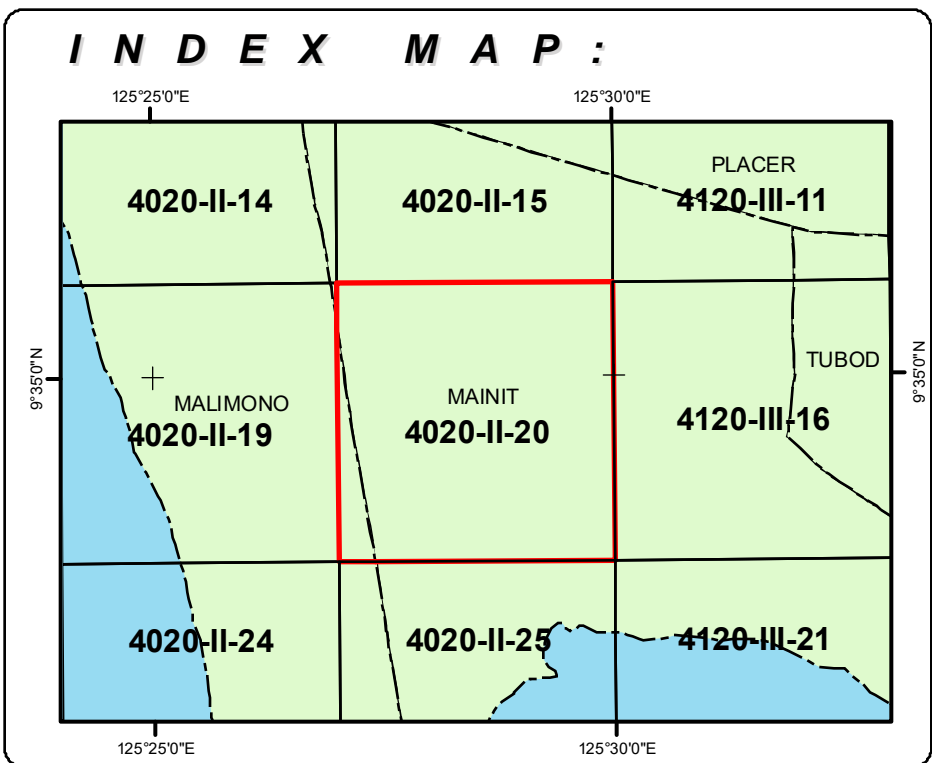 INDEX MAP:
125°25'0"E 125°30'0"E
PLACER
4020-II-14 4020-II-15 4120-III-11
9°35'0"N 9°35'0"N
TUBOD
MALIMONO MAINIT
4020-II-19 4020-II-20 4120-III-16
4020-II-24 4020-II-25 4120-III-21
125°25'0"E 125°30'0"E